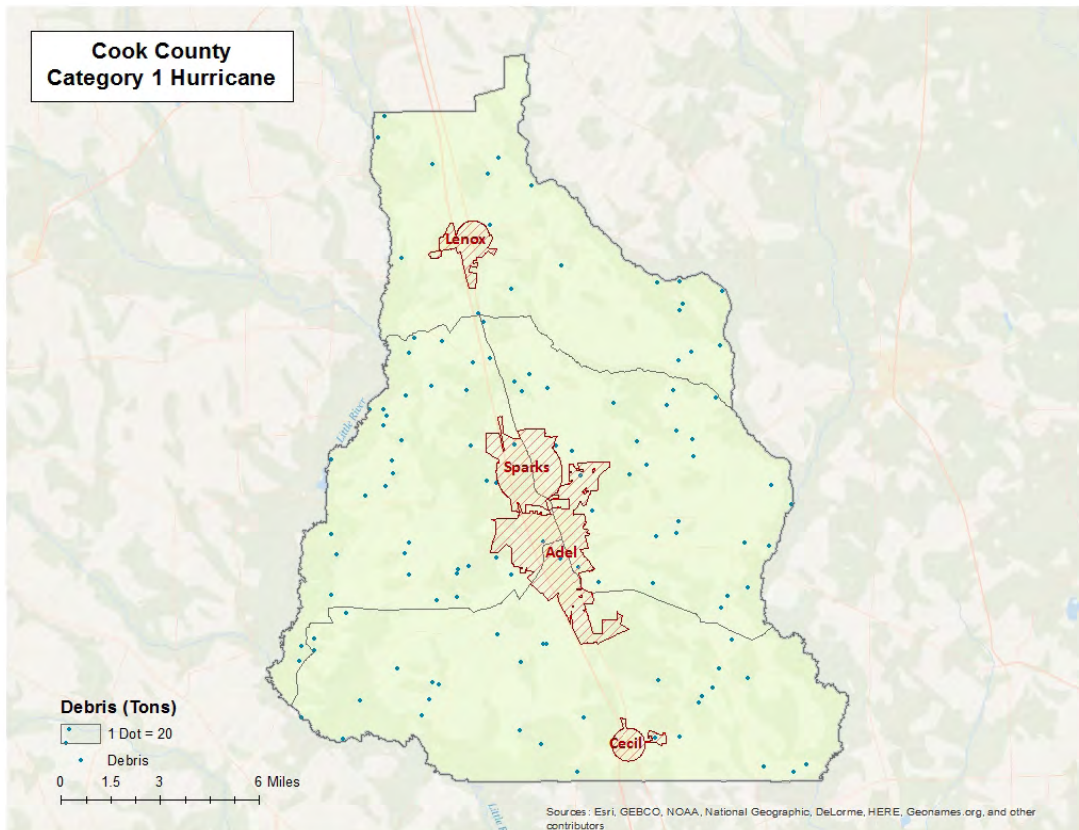 Cook County
Category 1 Hurricane
Lenox
Little River
Sparks
Adel
Cecil
Debris (Tons)
1 Dot = 20
Debris
0 1.5 3 6 Miles
Sources: Esri, GEBCO, NOAA, National Geographic, DeLorme, HERE, Geonames.org, and other
contributors